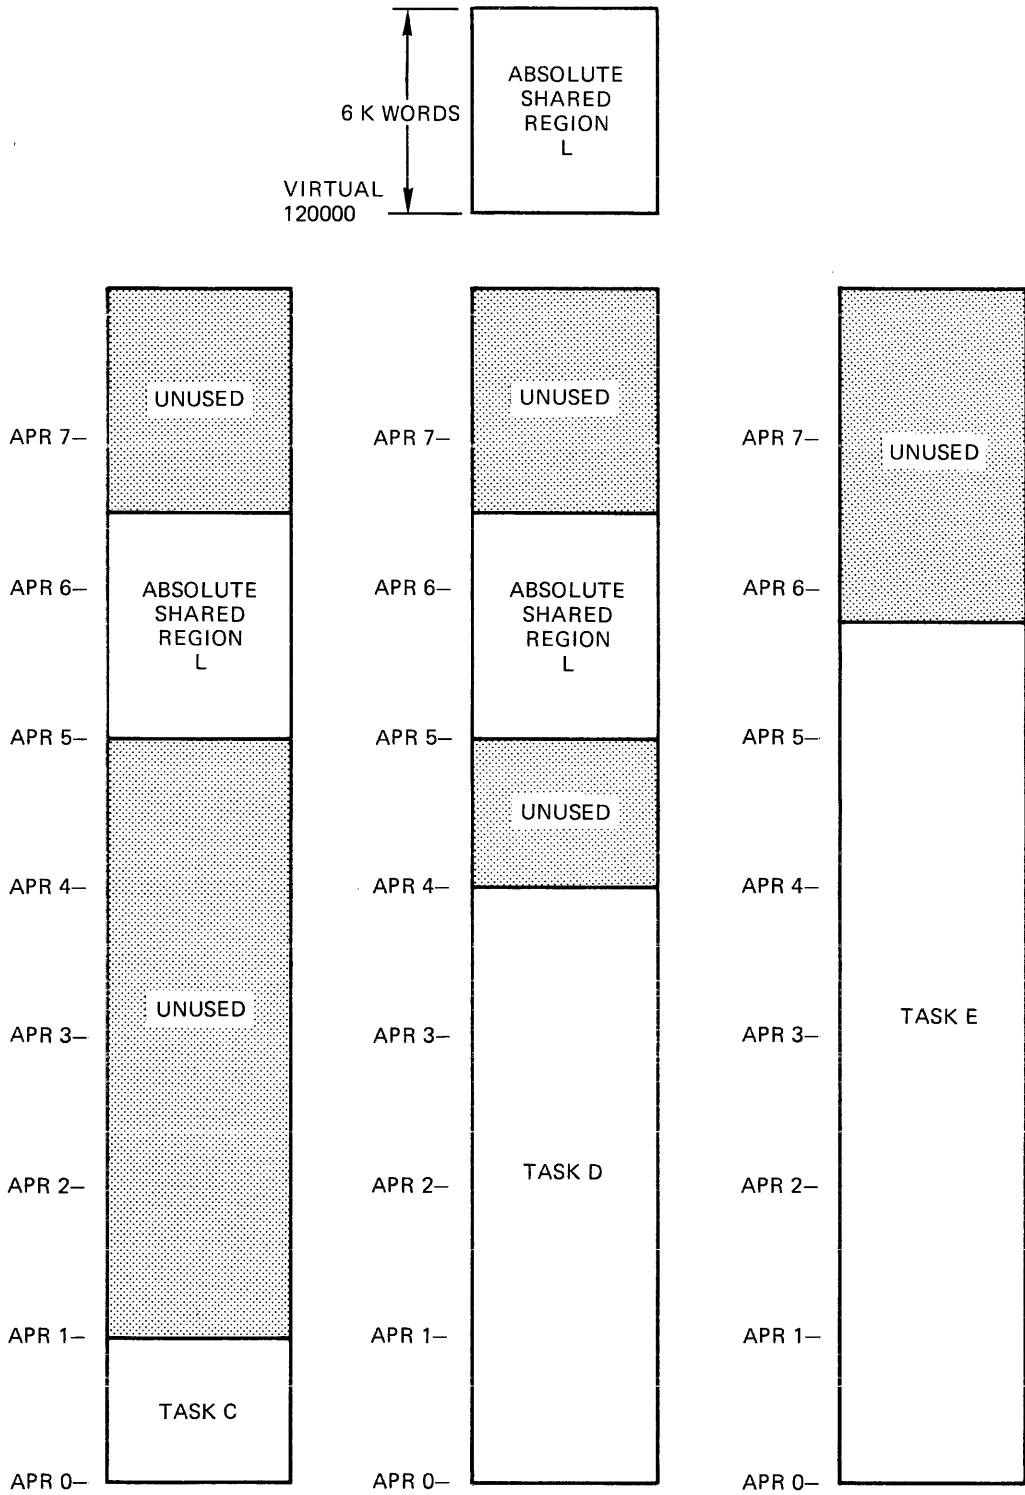 ABSOLUTE
SHARED
REGION
L
6 K WORDS
VIRTUAL
120000
UNUSED
APR 7–
APR 6–
ABSOLUTE
SHARED
REGION
L
APR 5–
APR 4–
UNUSED
APR 3–
APR 2–
APR 1–
TASK C
APR 0–
UNUSED
APR 7–
APR 6–
ABSOLUTE
SHARED
REGION
L
APR 5–
UNUSED
APR 4–
APR 3–
TASK D
APR 2–
APR 1–
APR 0–
APR 7–
UNUSED
APR 6–
APR 5–
APR 4–
TASK E
APR 3–
APR 2–
APR 1–
APR 0–